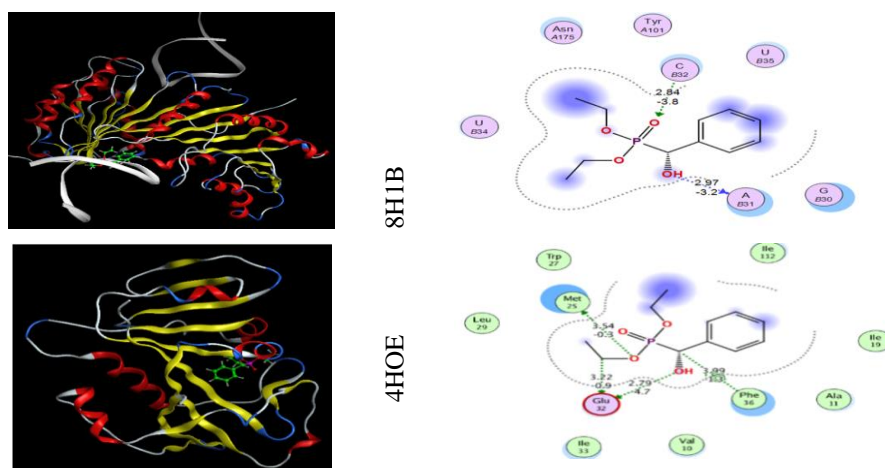 8H1B
Asn
A175
Tyr
A101
C
B32
U
B35
2.84
-3.8
U
B34
O
O
P
O
OH
2.97
-3.2
A
B31
G
B30
4HOE
Trp
27
Ile
112
Met
25
Leu
29
3.54
-0.3
O
O
P
O
OH
Ile
19
3.22
-0.9
2.79
-4.7
3.99
Glu
32
Phe
36
Ala
11
Ile
33
Val
10